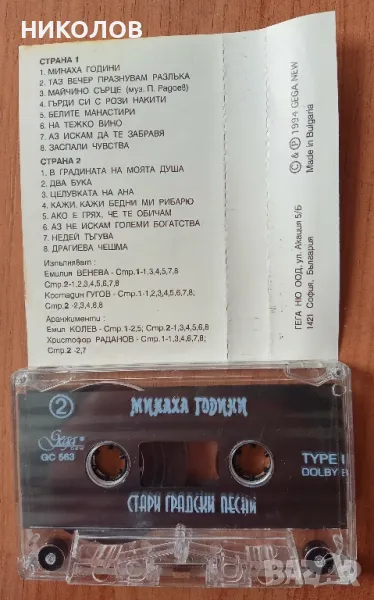 НИКОЛОВ
СТРАНА 1
1. МИНАХА ГОДИНИ
2. ТАЗ ВЕЧЕР ПРАЗНУВАМ РАЗЛЪКА
3. МАЙЧИНО СЪРЦЕ (муз. П. Радоев)
4. ГЪРДИ СИ С РОЗИ НАКИТИ
5. БЕЛИТЕ МАНАСТИРИ
6. НА ТЕЖКО ВИНО
7. АЗ ИСКАМ ДА ТЕ ЗАБРАВЯ
8. ЗАСПАЛИ ЧУВСТВА
СТРАНА 2
1. В ГРАДИНАТА НА МОЯТА ДУША
2. ДВА БУКА
3. ЦЕЛУВКАТА НА АНА
4. КАЖИ, КАЖИ БЕДНИ МИ РИБАРЮ
5. АКО Е ГРЯХ, ЧЕ ТЕ ОБИЧАМ
6. АЗ НЕ ИСКАМ ГОЛЕМИ БОГАТСТВА
7. НЕДЕЙ ТЪГУВА
8. ДРАГИЕВА ЧЕШМА
Изпълняват :
Емилия ВЕНЕВА - Стр.1-1,3,4,5,7,8
Стр.2-1,2,3,4,5,6,7,8
Костадин ГУГОВ - Стр.1-1,2,3,4,5,6,7,8;
Стр.2 -2,3,4,6,8
Аранжименти :
Емил КОЛЕВ - Стр.1-2,5; Стр.2-1,3,4,5,6,8
Христофор РАДАНОВ - Стр.1-1,3,4,6,7,8;
Стр.2 -2,7
© & ℗ 1994 GEGA NEW
Made in Bulgaria
ГЕГА НЮ ООД, ул. Акация 5/Б
1421 София, България
2
МИНАХА ГОДИНИ
Gega
new
GC 563
TYPE I
DOLBY B
СТАРИ ГРАДСКИ ПЕСНИ
BAZAR